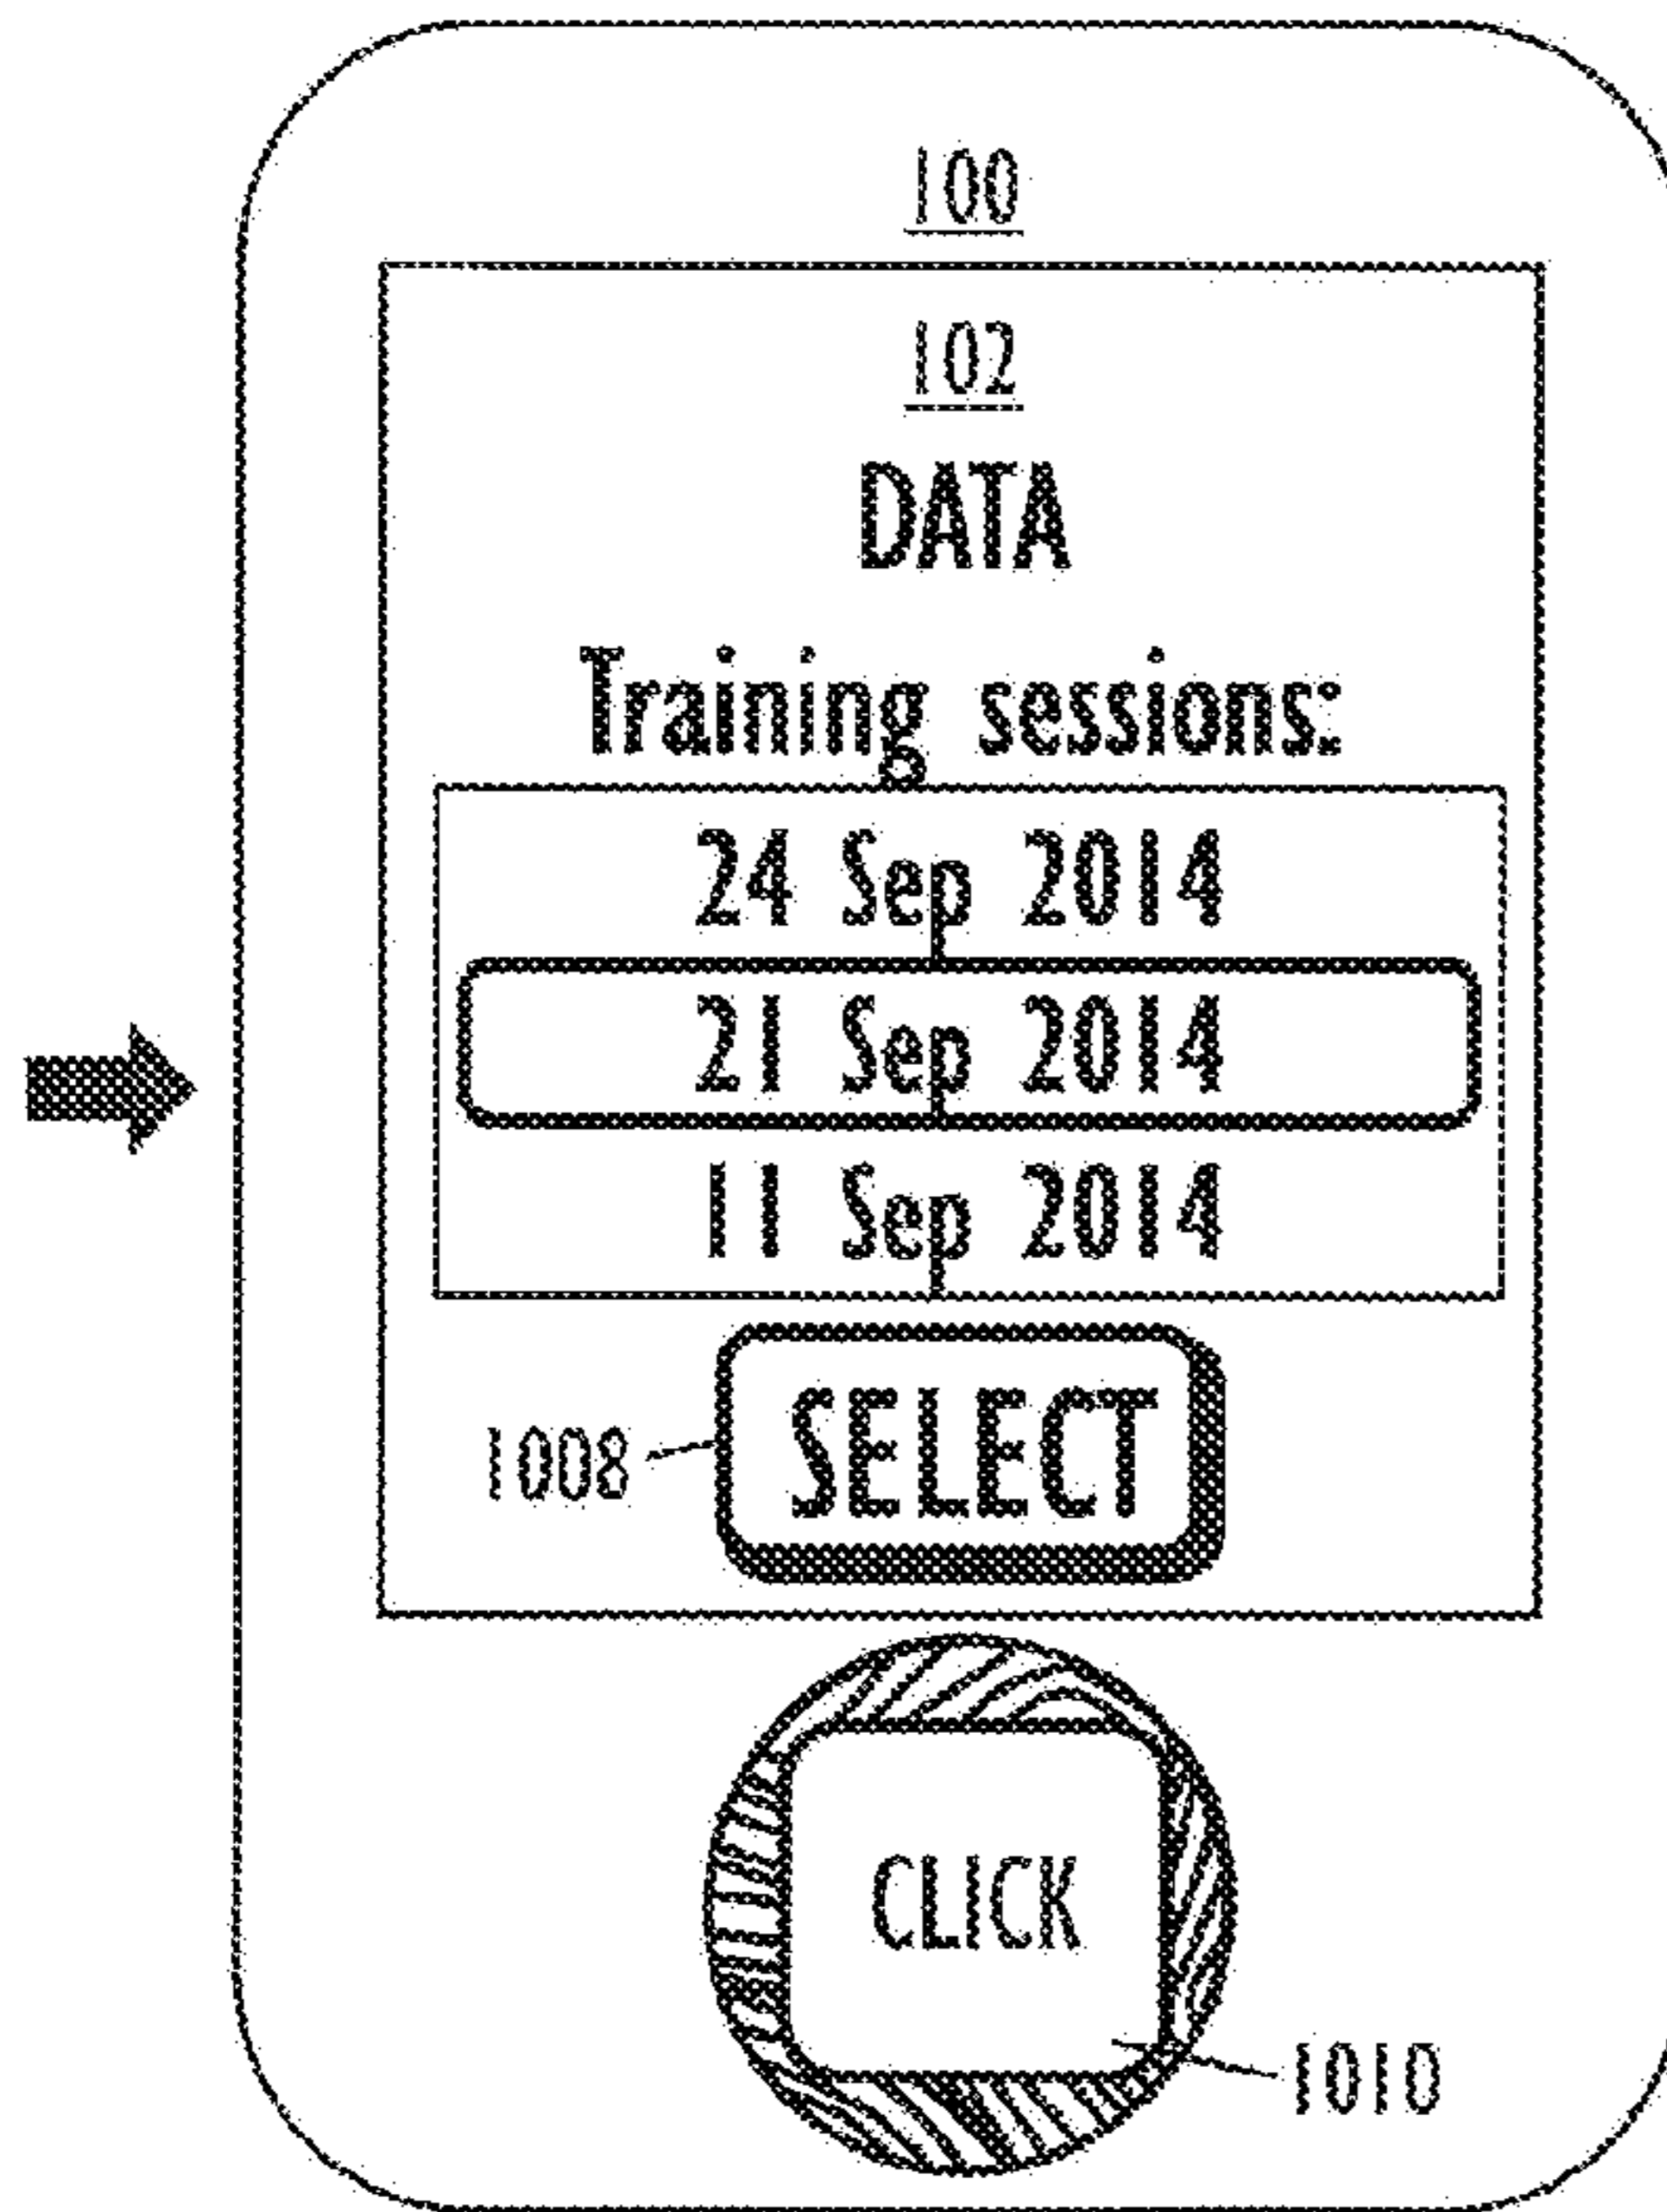 100
102
DATA
Training sessions:
24 Sep 2014
21 Sep 2014
11 Sep 2014
SELECT
1008
CLICK
1010